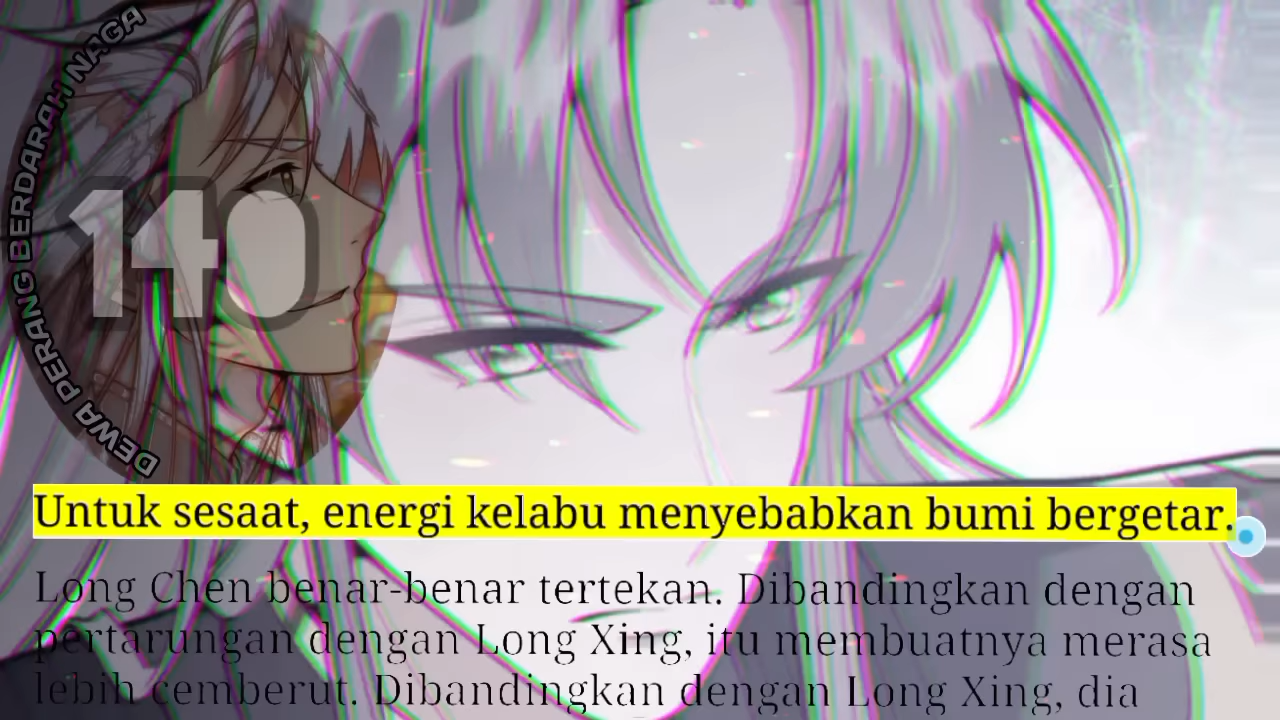 DEWA PERANG BERDARAH NAGA
140
Untuk sesaat, energi kelabu menyebabkan bumi bergetar.
Long Chen benar-benar tertekan. Dibandingkan dengan
pertarungan dengan Long Xing, itu membuatnya merasa
lebih cemberut. Dibandingkan dengan Long Xing, dia